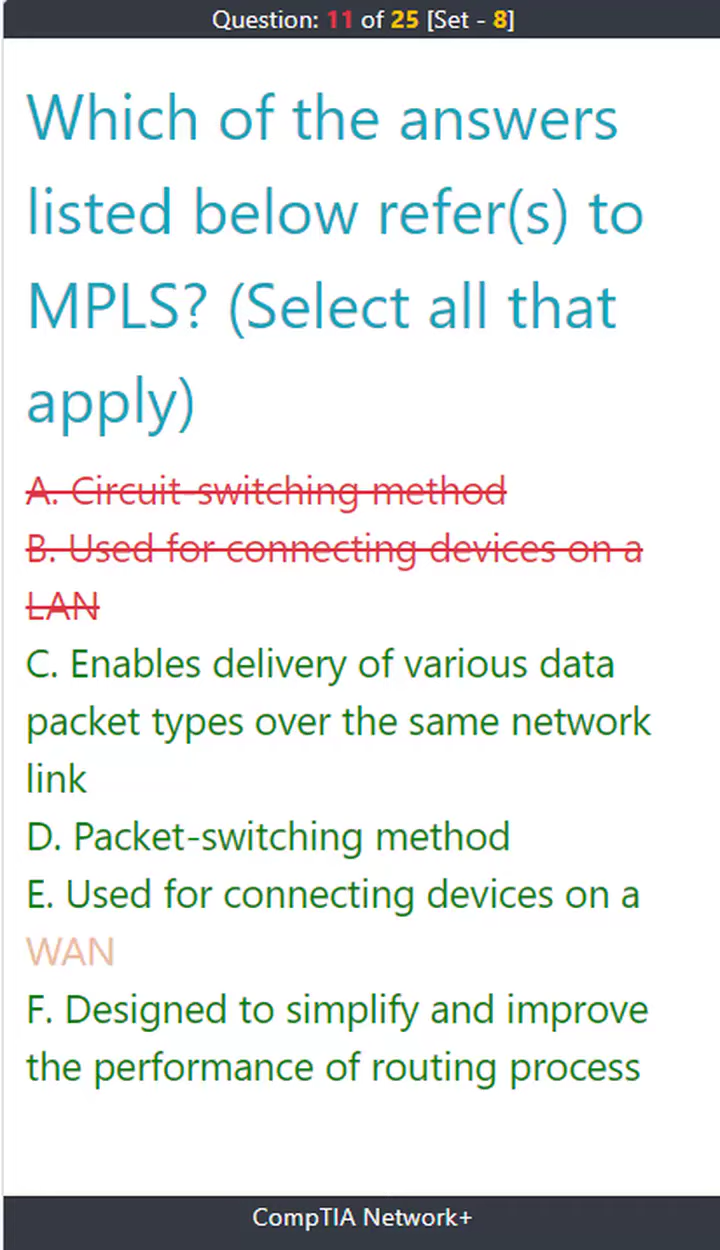 Question: 11 of 25 [Set - 8]
Which of the answers
listed below refer(s) to
MPLS? (Select all that
apply)
A. Circuit-switching method
B. Used for connecting devices on a
LAN
C. Enables delivery of various data
packet types over the same network
link
D. Packet-switching method
E. Used for connecting devices on a
WAN
F. Designed to simplify and improve
the performance of routing process
CompTIA Network+